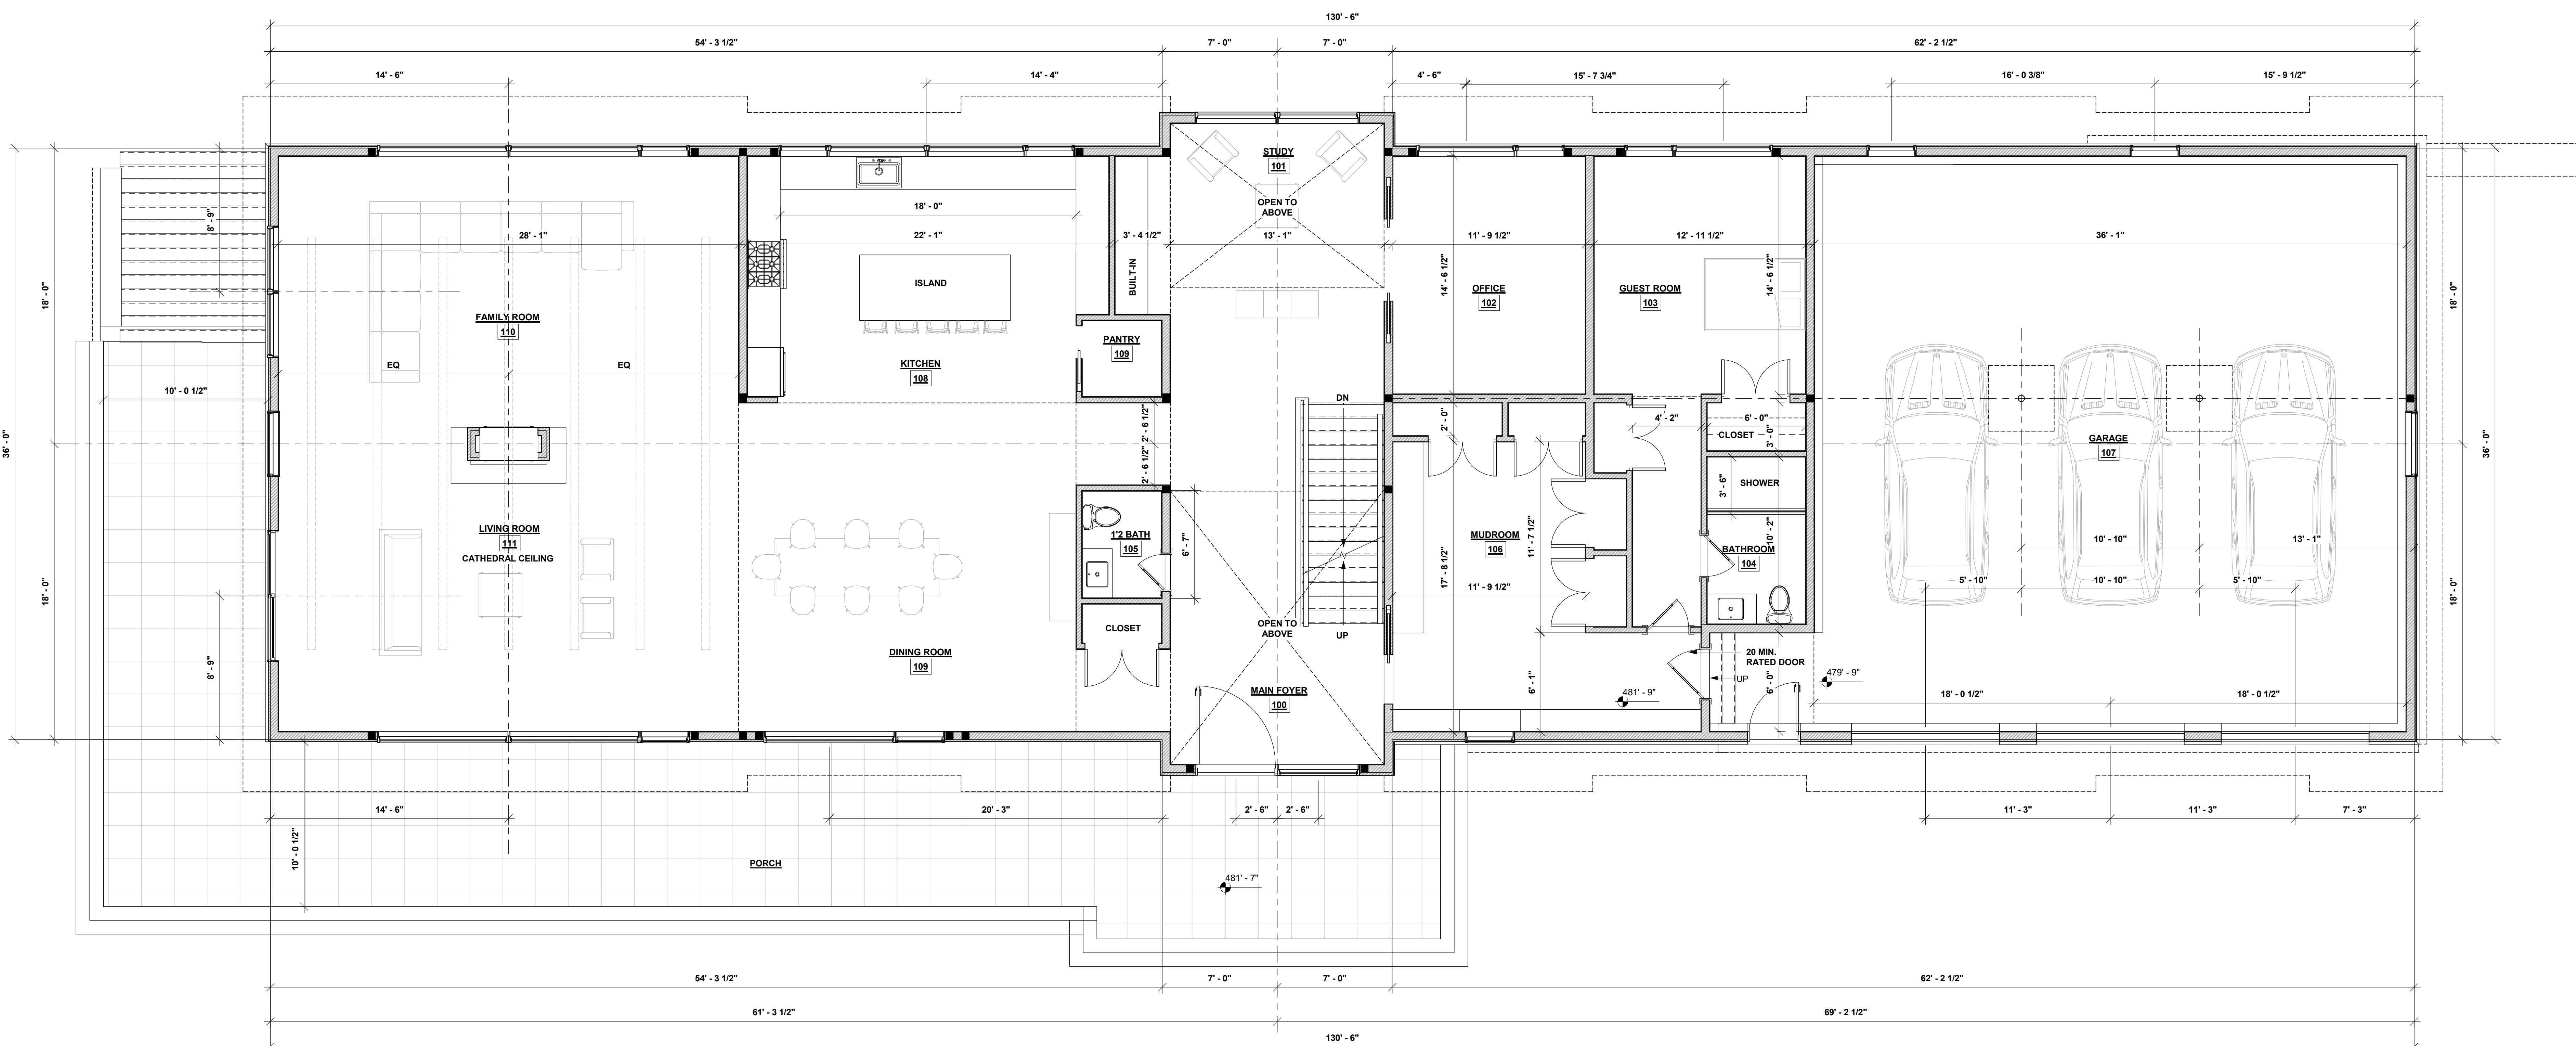 130' - 6"
54' - 3 1/2"
7' - 0"
7' - 0"
62' - 2 1/2"
14' - 6"
14' - 4"
4' - 6"
15' - 7 3/4"
16' - 0 3/8"
15' - 9 1/2"
STUDY
101
OPEN TO
ABOVE
8' - 9"
18' - 0"
28' - 1"
22' - 1"
3' - 4 1/2"
13' - 1"
11' - 9 1/2"
12' - 11 1/2"
36' - 1"
14' - 6 1/2"
14' - 6 1/2"
BUILT-IN
ISLAND
18' - 0"
18' - 0"
OFFICE
102
GUEST ROOM
103
FAMILY ROOM
110
PANTRY
109
KITCHEN
108
EQ
EQ
10' - 0 1/2"
DN
2' - 0"
4' - 2"
6' - 0"
CLOSET
3' - 0"
GARAGE
107
36' - 0"
36' - 0"
2' - 6 1/2"
2' - 6 1/2"
3' - 6"
SHOWER
LIVING ROOM
111
CATHEDRAL CEILING
1'2 BATH
105
6' - 7"
MUDROOM
106
11' - 7 1/2"
17' - 8 1/2"
11' - 9 1/2"
BATHROOM
104
10' - 2"
10' - 10"
13' - 1"
5' - 10"
10' - 10"
5' - 10"
18' - 0"
18' - 0"
CLOSET
OPEN TO
ABOVE
UP
DINING ROOM
109
8' - 9"
20 MIN.
RATED DOOR
UP
6' - 1"
6' - 0"
479' - 9"
481' - 9"
MAIN FOYER
100
18' - 0 1/2"
18' - 0 1/2"
14' - 6"
20' - 3"
2' - 6"
2' - 6"
11' - 3"
11' - 3"
7' - 3"
10' - 0 1/2"
PORCH
481' - 7"
54' - 3 1/2"
7' - 0"
7' - 0"
62' - 2 1/2"
61' - 3 1/2"
69' - 2 1/2"
130' - 6"